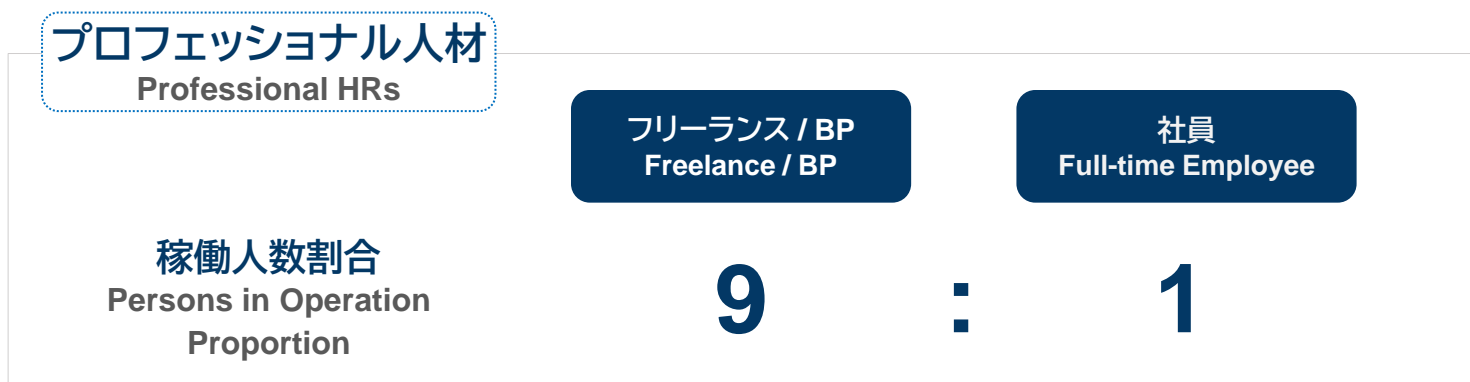 プロフェッショナル人材
Professional HRs
フリーランス / BP
Freelance / BP
社員
Full-time Employee
稼働人数割合
Persons in Operation
Proportion
9 : 1